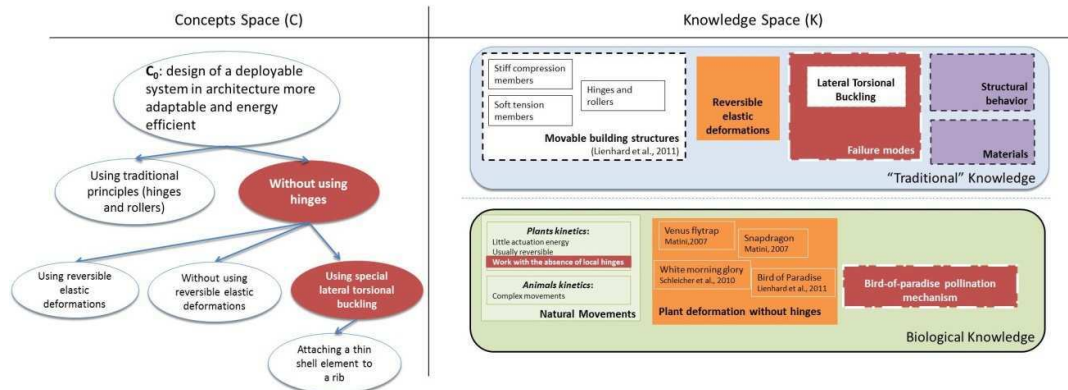 Concepts Space (C)
Knowledge Space (K)
C₀: design of a deployable
system in architecture more
adaptable and energy
efficient
Using traditional
principles (hinges
and rollers)
Without using
hinges
Using reversible
elastic
deformations
Without using
reversible elastic
deformations
Using special
lateral torsional
buckling
Attaching a thin
shell element to
a rib
Stiff compression
members
Soft tension
members
Hinges and
rollers
Movable building structures
(Lienhard et al., 2011)
Reversible
elastic
deformations
Lateral Torsional
Buckling
Failure modes
Structural
behavior
Materials
“Traditional” Knowledge
Plants kinetics:
Little actuation energy
Usually reversible
Work with the absence of local hinges
Animals kinetics:
Complex movements
Natural Movements
Venus flytrap
Matini,2007
Snapdragon
Matini, 2007
White morning glory
Schleicher et al., 2010
Bird of Paradise
Lienhard et al., 2011
Plant deformation without hinges
Bird-of-paradise pollination
mechanism
Biological Knowledge